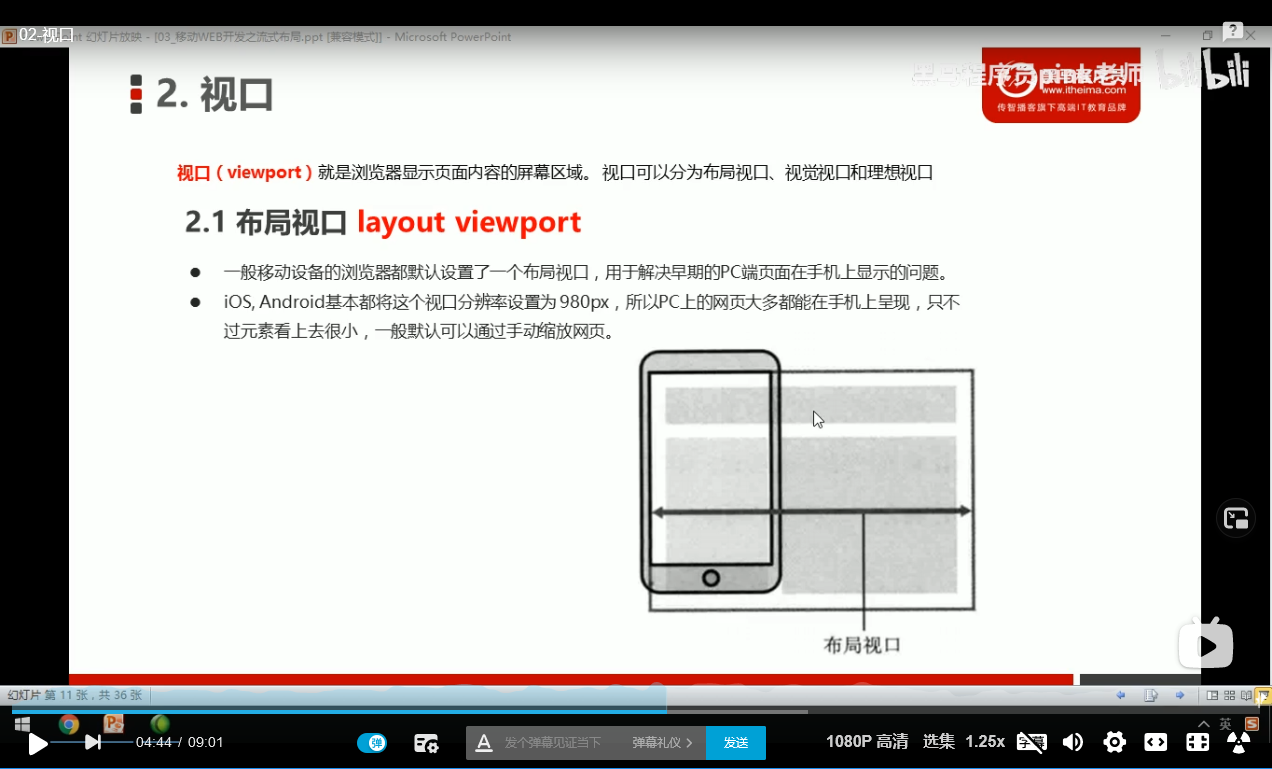 02-视口
幻灯片放映 - [03_移动WEB开发之流式布局.ppt [兼容模式]] - Microsoft PowerPoint
2. 视口
程序员pink老师
bilibili
www.itheima.com
传智播客旗下高端IT教育品牌
视口（viewport）就是浏览器显示页面内容的屏幕区域。 视口可以分为布局视口、视觉视口和理想视口
2.1 布局视口 layout viewport
● 一般移动设备的浏览器都默认设置了一个布局视口，用于解决早期的PC端页面在手机上显示的问题。
● iOS, Android基本都将这个视口分辨率设置为 980px，所以PC上的网页大多都能在手机上呈现，只不
过元素看上去很小，一般默认可以通过手动缩放网页。
布局视口
幻灯片 第 11 张，共 36 张
英
04:44 / 09:01
弹
发个弹幕见证当下
弹幕礼仪
发送
1080P 高清
选集
1.25x
字幕